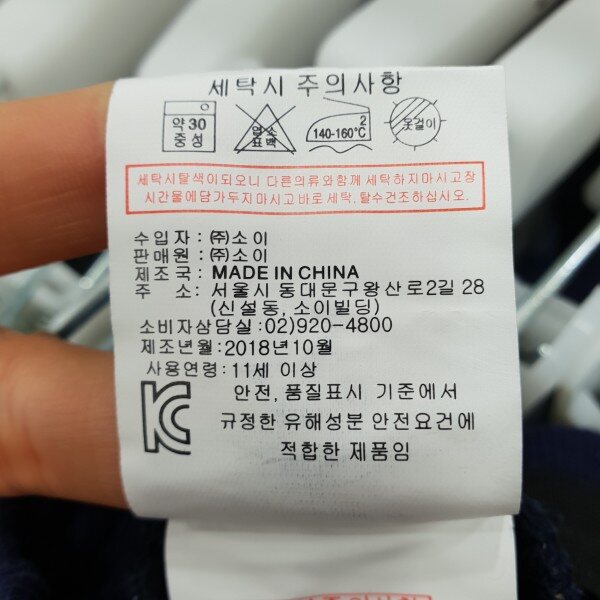 세탁시 주의사항
약30
중성
염소
표백
2
140-160℃
옷걸이
세탁시탈색이되오니 다른의류와함께 세탁하지마시고장
시간물에담가두지마시고바로세탁, 탈수건조하십시오.
수입자 : ㈜소이
판매원 : ㈜소이
제조국 : MADE IN CHINA
주 소 : 서울시 동대문구왕산로2길 28
(신설동, 소이빌딩)
소비자상담실:02)920-4800
제조년월:2018년10월
사용연령:11세 이상
안전, 품질표시 기준에서
규정한 유해성분 안전요건에
적합한 제품임